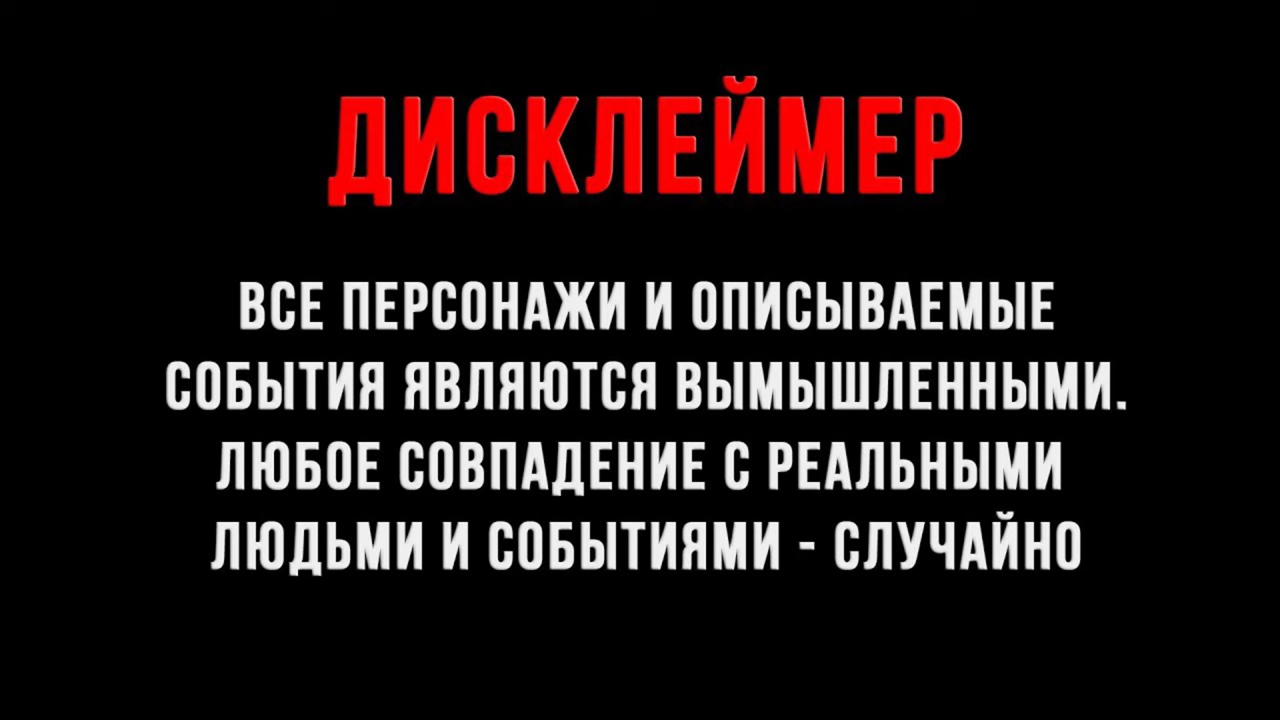 ДИСКЛЕЙМЕР
ВСЕ ПЕРСОНАЖИ И ОПИСЫВАЕМЫЕ
СОБЫТИЯ ЯВЛЯЮТСЯ ВЫМЫШЛЕННЫМИ.
ЛЮБОЕ СОВПАДЕНИЕ С РЕАЛЬНЫМИ
ЛЮДЬМИ И СОБЫТИЯМИ - СЛУЧАЙНО